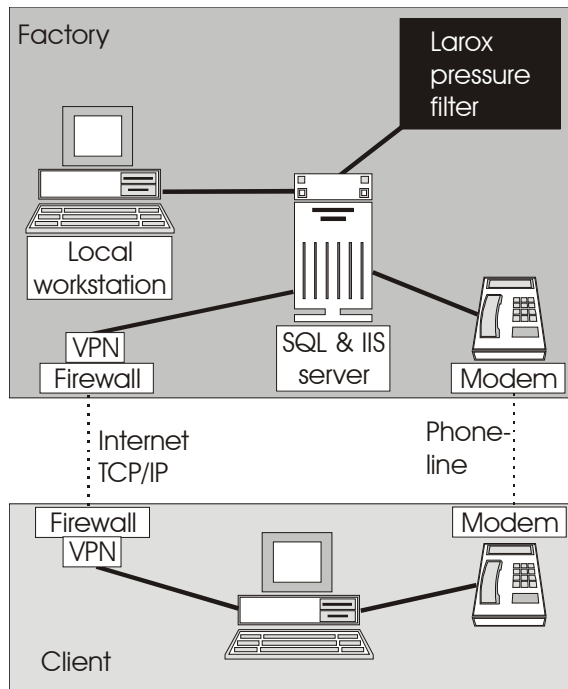 Factory
Larox
pressure
filter
Local
workstation
VPN
Firewall
SQL & IIS
server
Modem
Internet
TCP/IP
Phone-
line
Firewall
VPN
Modem
Client